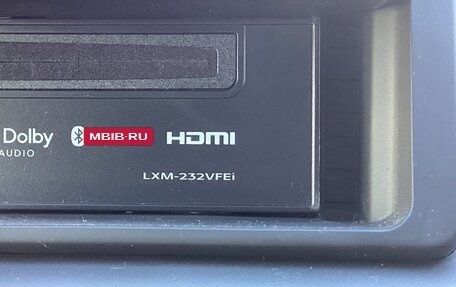 Dolby MBIB-RU HDMI
AUDIO
LXM-232VFEi